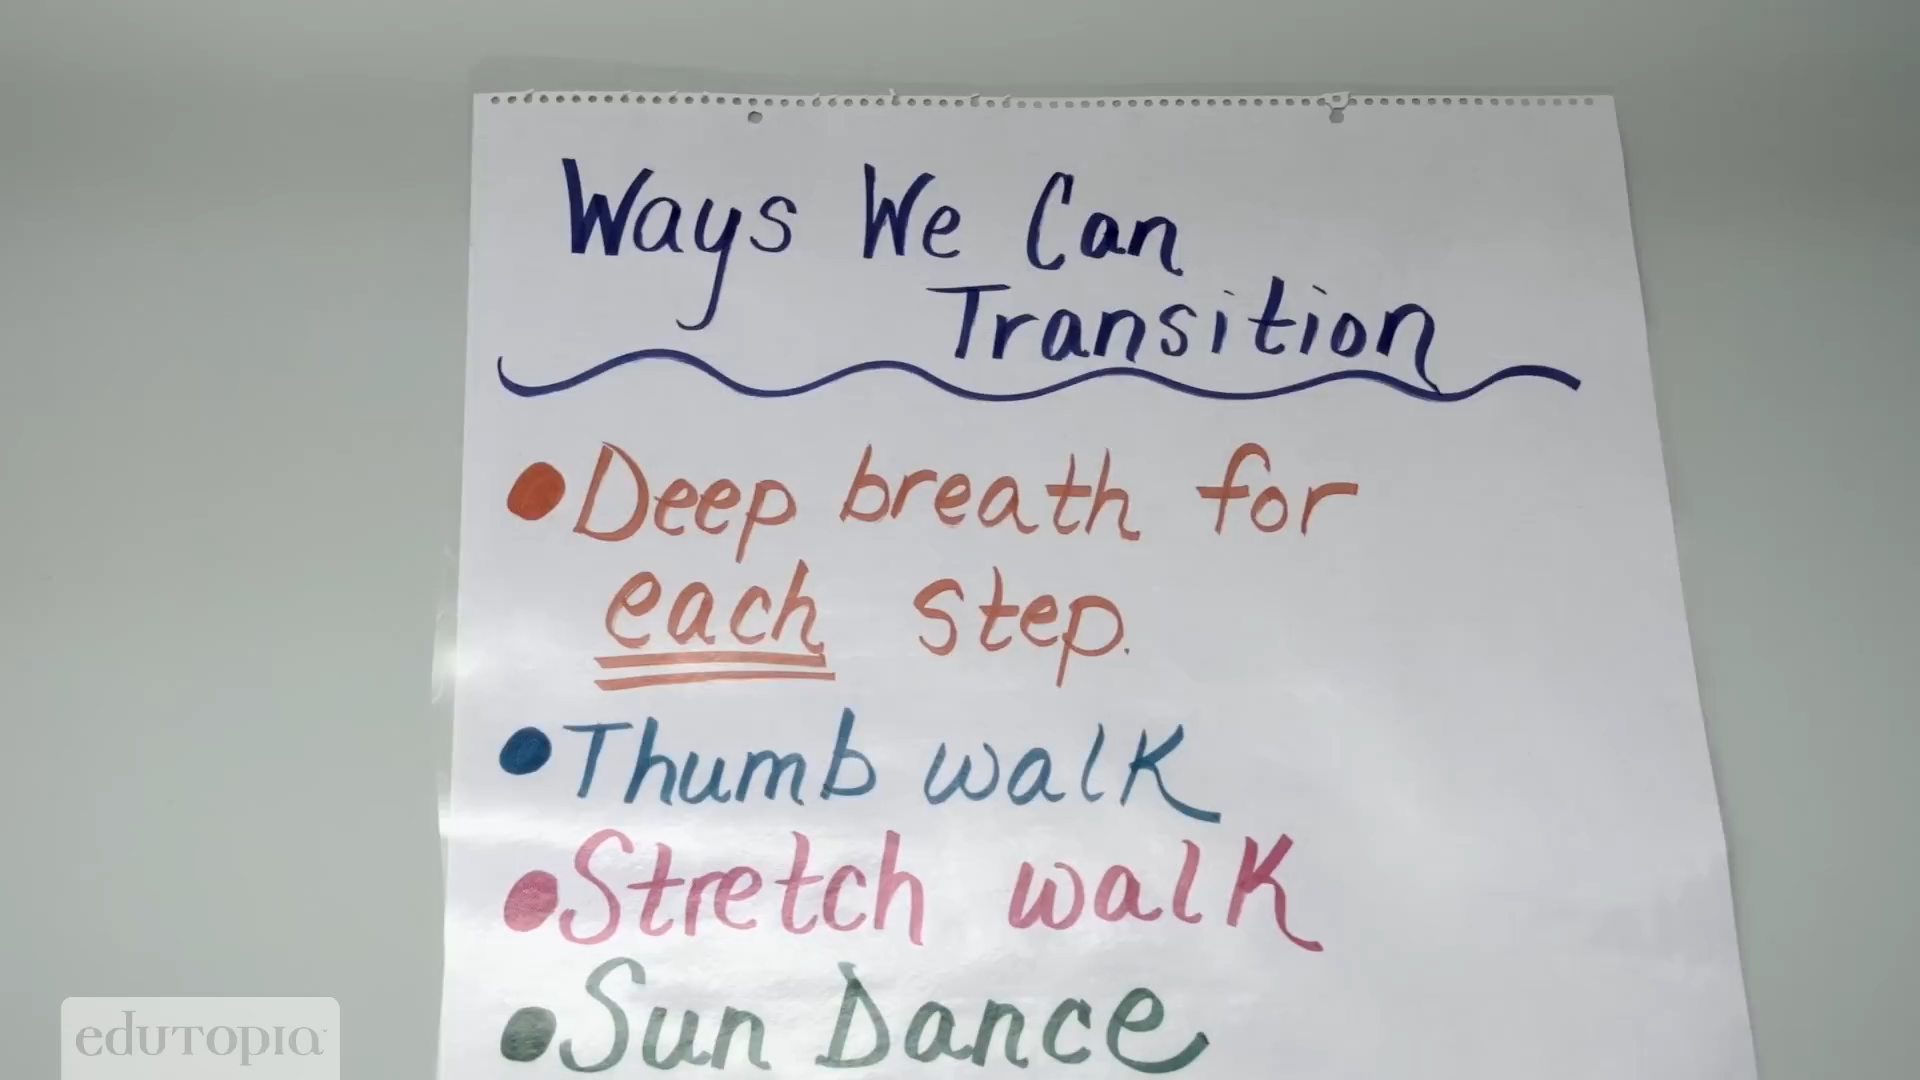 Ways We Can
Transition
• Deep breath for
each step.
• Thumb walk
• Stretch walk
• Sun Dance
edutopia